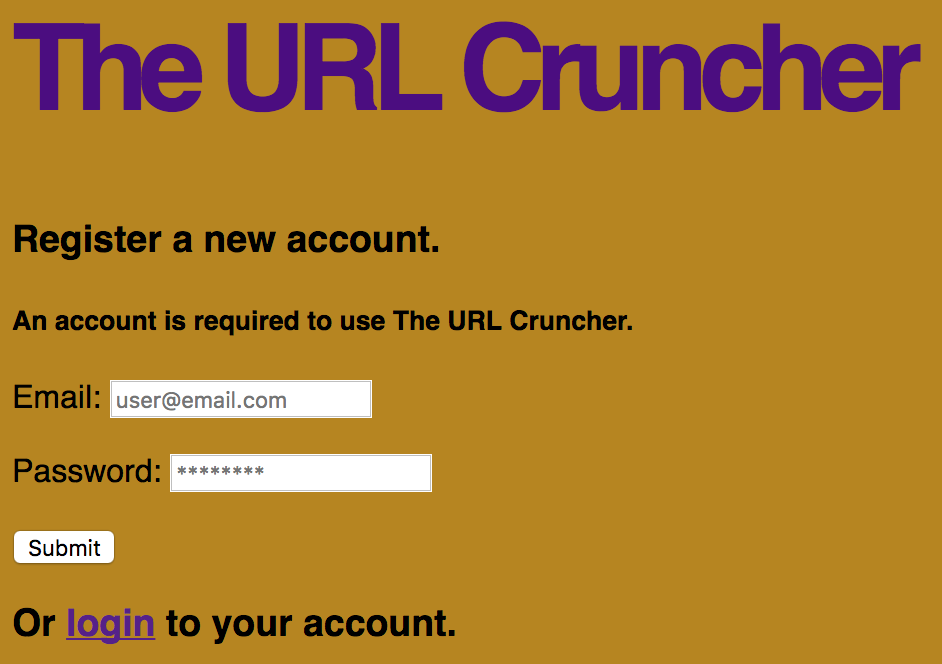 The URL Cruncher
Register a new account.
An account is required to use The URL Cruncher.
Email: user@email.com
Password: ********
Submit
Or login to your account.